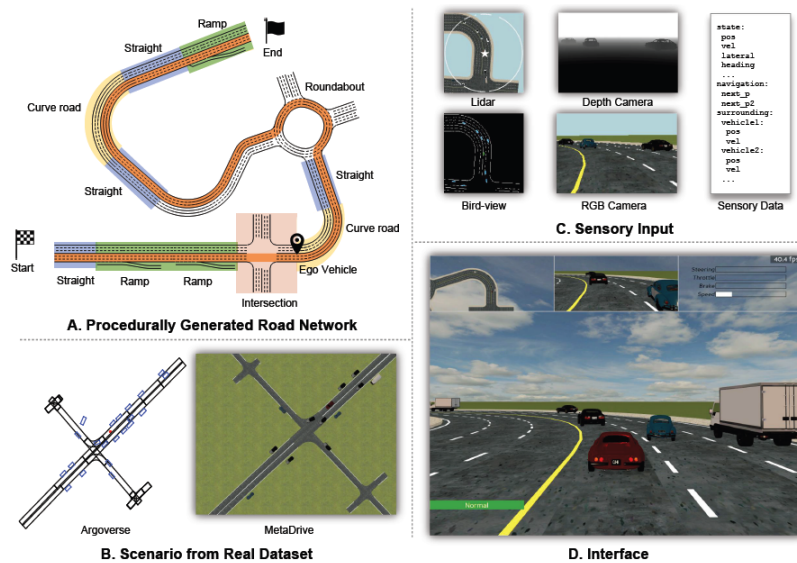 Ramp
Straight
End
Roundabout
Curve road
Straight
Straight
Curve road
Start
Ego Vehicle
Straight
Ramp
Ramp
Intersection
A. Procedurally Generated Road Network
Argoverse
MetaDrive
B. Scenario from Real Dataset
Lidar
Depth Camera
Bird-view
RGB Camera
state:
pos
vel
lateral
heading
...
navigation:
next_p
next_p2
surrounding:
vehicle1:
pos
vel
vehicle2:
pos
vel
...
Sensory Data
C. Sensory Input
40.4 fps
Steering
Throttle
Brake
Speed
Normal
D. Interface